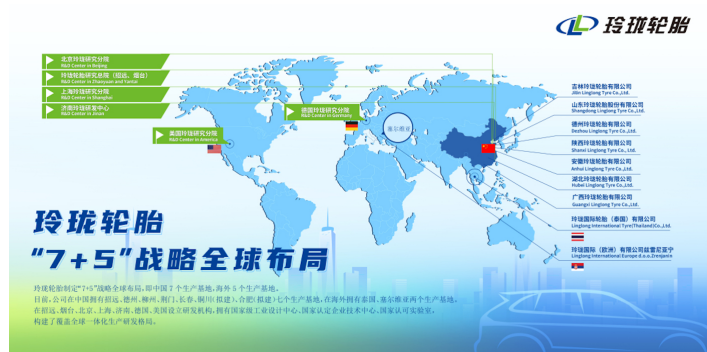 玲珑轮胎
北京玲珑研究分院
R&D Center in Beijing
玲珑轮胎研究总院（招远、烟台）
R&D Center in Zhaoyuan and Yantai
上海玲珑研究分院
R&D Center in Shanghai
济南玲珑研发中心
R&D Center in Jinan
美国玲珑研究分院
R&D Center in America
德国玲珑研究分院
R&D Center in Germany
塞尔维亚
吉林玲珑轮胎有限公司
Jilin Linglong Tyre Co.,Ltd.
山东玲珑轮胎股份有限公司
Shangdong Linglong Tyre Co., Ltd.
德州玲珑轮胎有限公司
Dezhou Linglong Tyre Co., Ltd.
陕西玲珑轮胎有限公司
Shanxi Linglong Tyre Co., Ltd.
安徽玲珑轮胎有限公司
Anhui Linglong Tyre Co., Ltd.
湖北玲珑轮胎有限公司
Hubei Linglong Tyre Co., Ltd.
广西玲珑轮胎有限公司
Guangxi Linglong Tyre Co., Ltd.
玲珑国际轮胎（泰国）有限公司
Linglong International Tyre(Thailand)Co.,Ltd.
玲珑国际（欧洲）有限公司兹雷尼亚宁
Linglong International Europe d.o.o.Zrenjanin
玲珑轮胎
“7+5”战略全球布局
玲珑轮胎制定“7+5”战略全球布局,即中国7个生产基地,海外5个生产基地。
目前,公司在中国拥有招远、德州、柳州、荆门、长春、铜川(拟建)、合肥(拟建)七个生产基地,在海外拥有泰国、塞尔维亚两个生产基地。
在招远、烟台、北京、上海、济南、德国、美国设立研发机构,拥有国家级工业设计中心、国家认定企业技术中心、国家认可实验室。
构建了覆盖全球一体化生产研发格局。